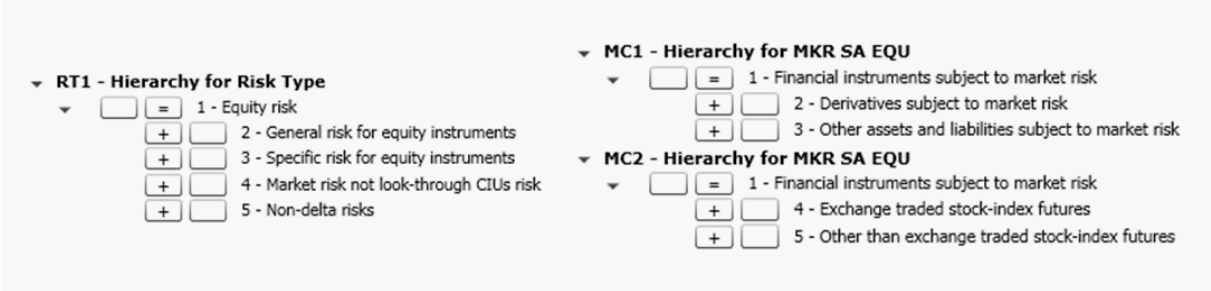 RT1 - Hierarchy for Risk Type
= 1 - Equity risk
+ 2 - General risk for equity instruments
+ 3 - Specific risk for equity instruments
+ 4 - Market risk not look-through CIUs risk
+ 5 - Non-delta risks
MC1 - Hierarchy for MKR SA EQU
= 1 - Financial instruments subject to market risk
+ 2 - Derivatives subject to market risk
+ 3 - Other assets and liabilities subject to market risk
MC2 - Hierarchy for MKR SA EQU
= 1 - Financial instruments subject to market risk
+ 4 - Exchange traded stock-index futures
+ 5 - Other than exchange traded stock-index futures